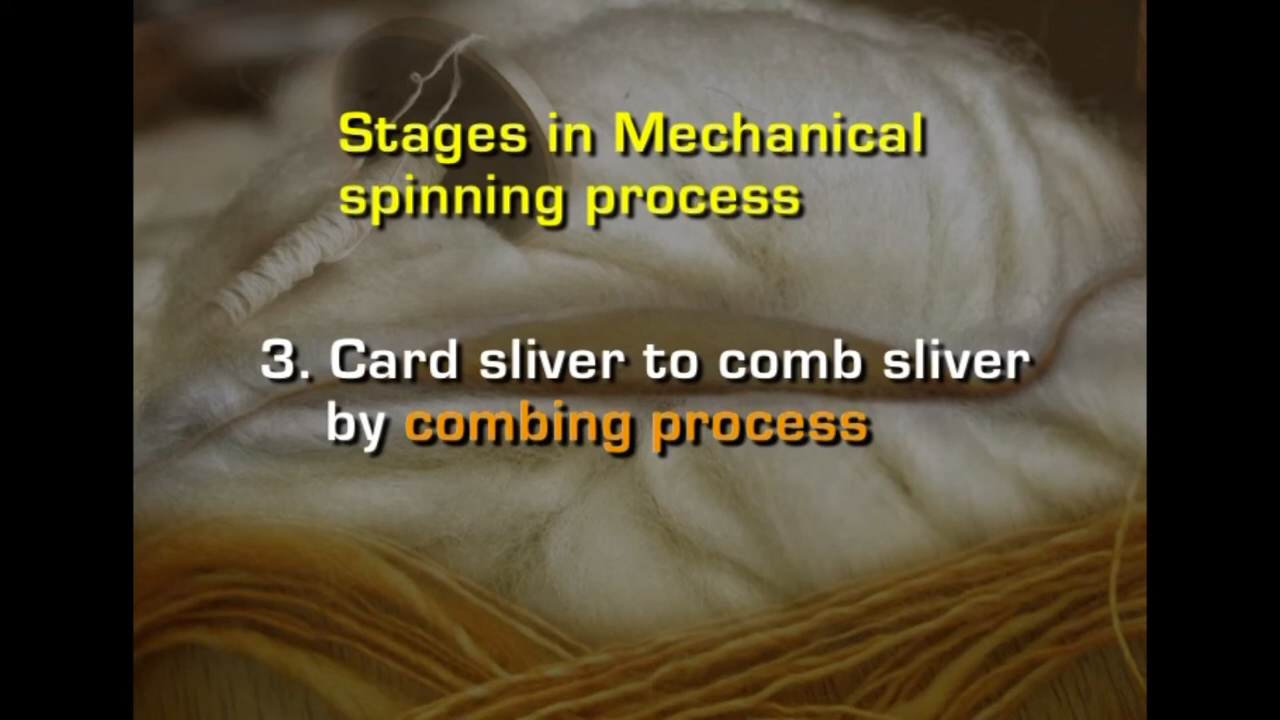 Stages in Mechanical
spinning process
3. Card sliver to comb sliver
by combing process